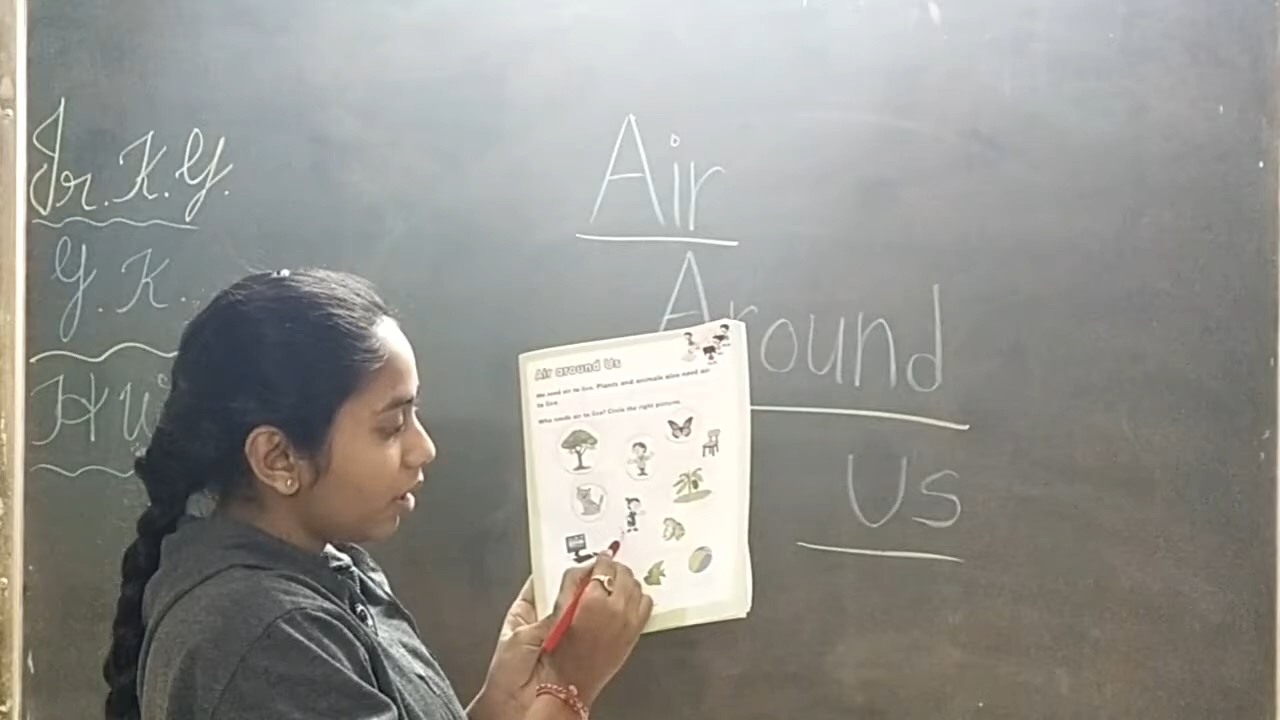 Jr. K.G.
G.K.
H W
Air
Around
Us
Air around Us
We need air to live. Plants and animals also need air
to live.
Who needs air to live? Circle the right pictures.